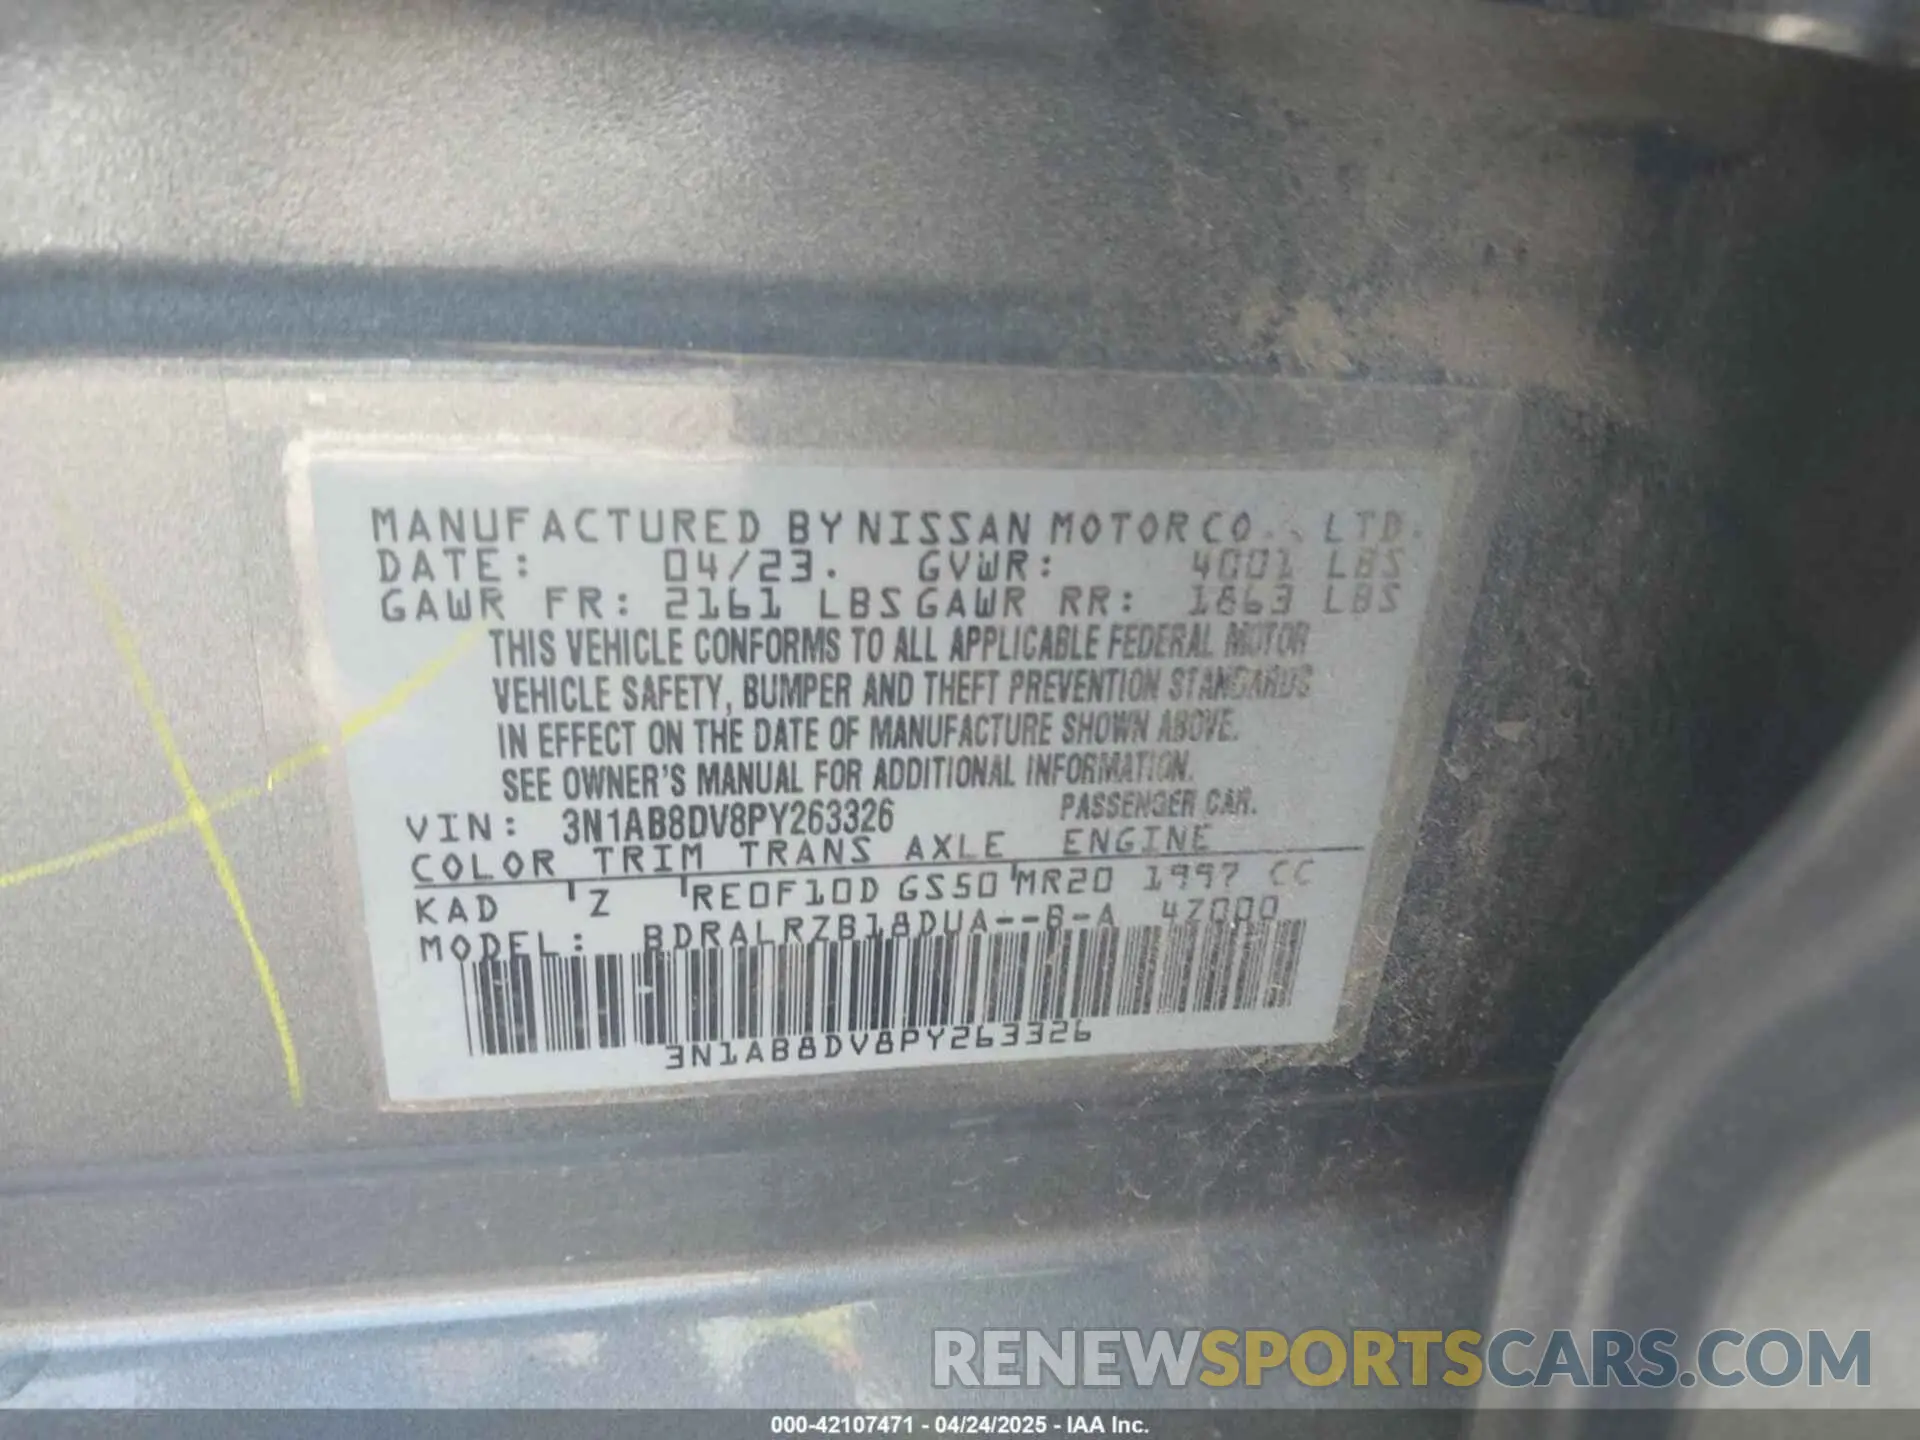 MANUFACTURED BY NISSAN MOTOR CO., LTD.
DATE: 04/23. GVWR: 4001 LBS
GAWR FR: 2161 LBS GAWR RR: 1863 LBS
THIS VEHICLE CONFORMS TO ALL APPLICABLE FEDERAL MOTOR
VEHICLE SAFETY, BUMPER AND THEFT PREVENTION STANDARDS
IN EFFECT ON THE DATE OF MANUFACTURE SHOWN ABOVE.
SEE OWNER'S MANUAL FOR ADDITIONAL INFORMATION.
VIN: 3N1AB8DV8PY263326 PASSENGER CAR.
COLOR TRIM TRANS AXLE ENGINE
KAD Z RE0F10D GS50 MR20 1997 CC
MODEL: BDRALRZB18DUA--B-A 47000
3N1AB8DV8PY263326
RENEWSPORTSCARS.COM
000-42107471 - 04/24/2025 - IAA Inc.